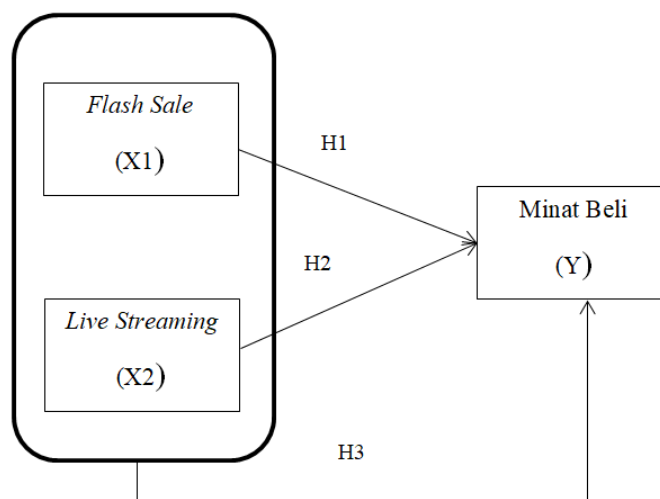 Flash Sale
(X1)
H1
Minat Beli
(Y)
H2
Live Streaming
(X2)
H3